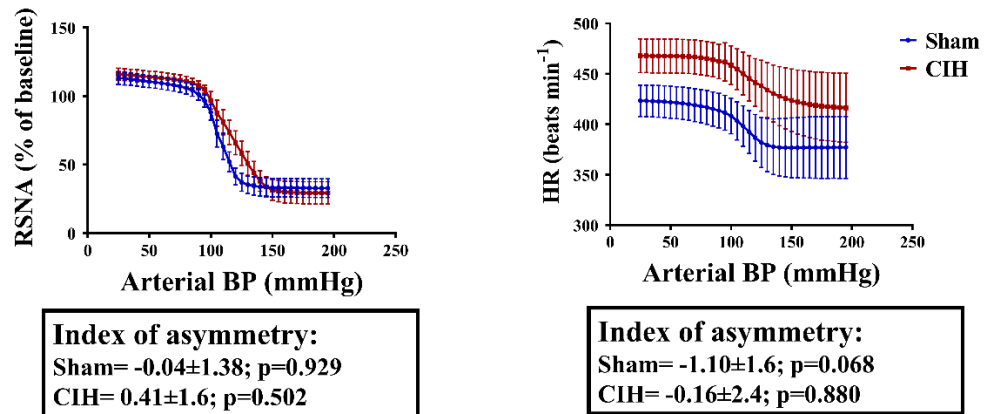 150
100
50
0
RSNA (% of baseline)
0 50 100 150 200 250
Arterial BP (mmHg)
Index of asymmetry:
Sham= -0.04±1.38; p=0.929
CIH= 0.41±1.6; p=0.502
500
450
400
350
300
HR (beats min⁻¹)
0 50 100 150 200 250
Arterial BP (mmHg)
Sham
CIH
Index of asymmetry:
Sham= -1.10±1.6; p=0.068
CIH= -0.16±2.4; p=0.880